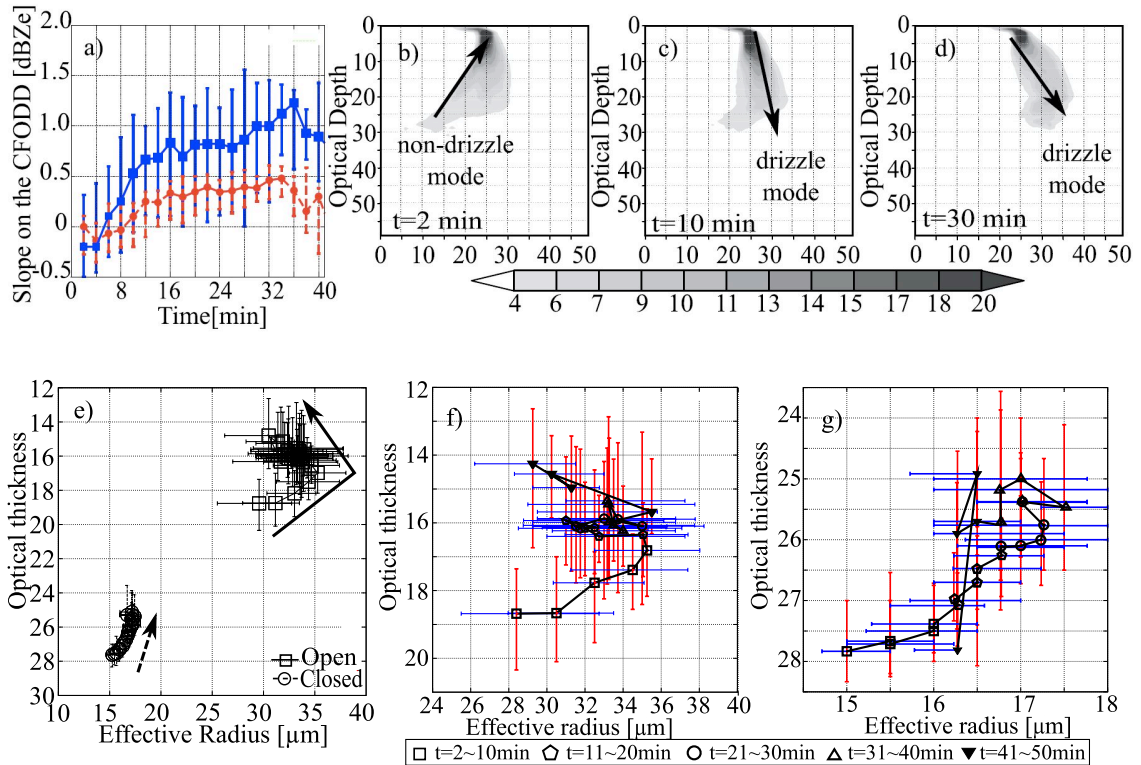 Slope on the CFODD [dBZe]
2.0
1.5
1.0
0.5
0
-0.5
a)
0 8 16 24 32 40
Time[min]
Optical Depth
0
10
20
30
40
50
b)
non-drizzle
mode
t=2 min
0 10 20 30 40 50
Optical Depth
0
10
20
30
40
50
c)
drizzle
mode
t=10 min
0 10 20 30 40 50
Optical Depth
0
10
20
30
40
50
d)
drizzle
mode
t=30 min
0 10 20 30 40 50
4 6 7 9 10 11 13 14 15 17 18 20
Optical thickness
12
14
16
18
20
22
24
26
28
30
e)
Open
Closed
10 15 20 25 30 35 40
Effective Radius [µm]
Optical thickness
12
14
16
18
20
f)
24 26 28 30 32 34 36 38 40
Effective radius [µm]
Optical thickness
24
25
26
27
28
g)
15 16 17 18
Effective radius [µm]
t=2~10min t=11~20min t=21~30min t=31~40min t=41~50min